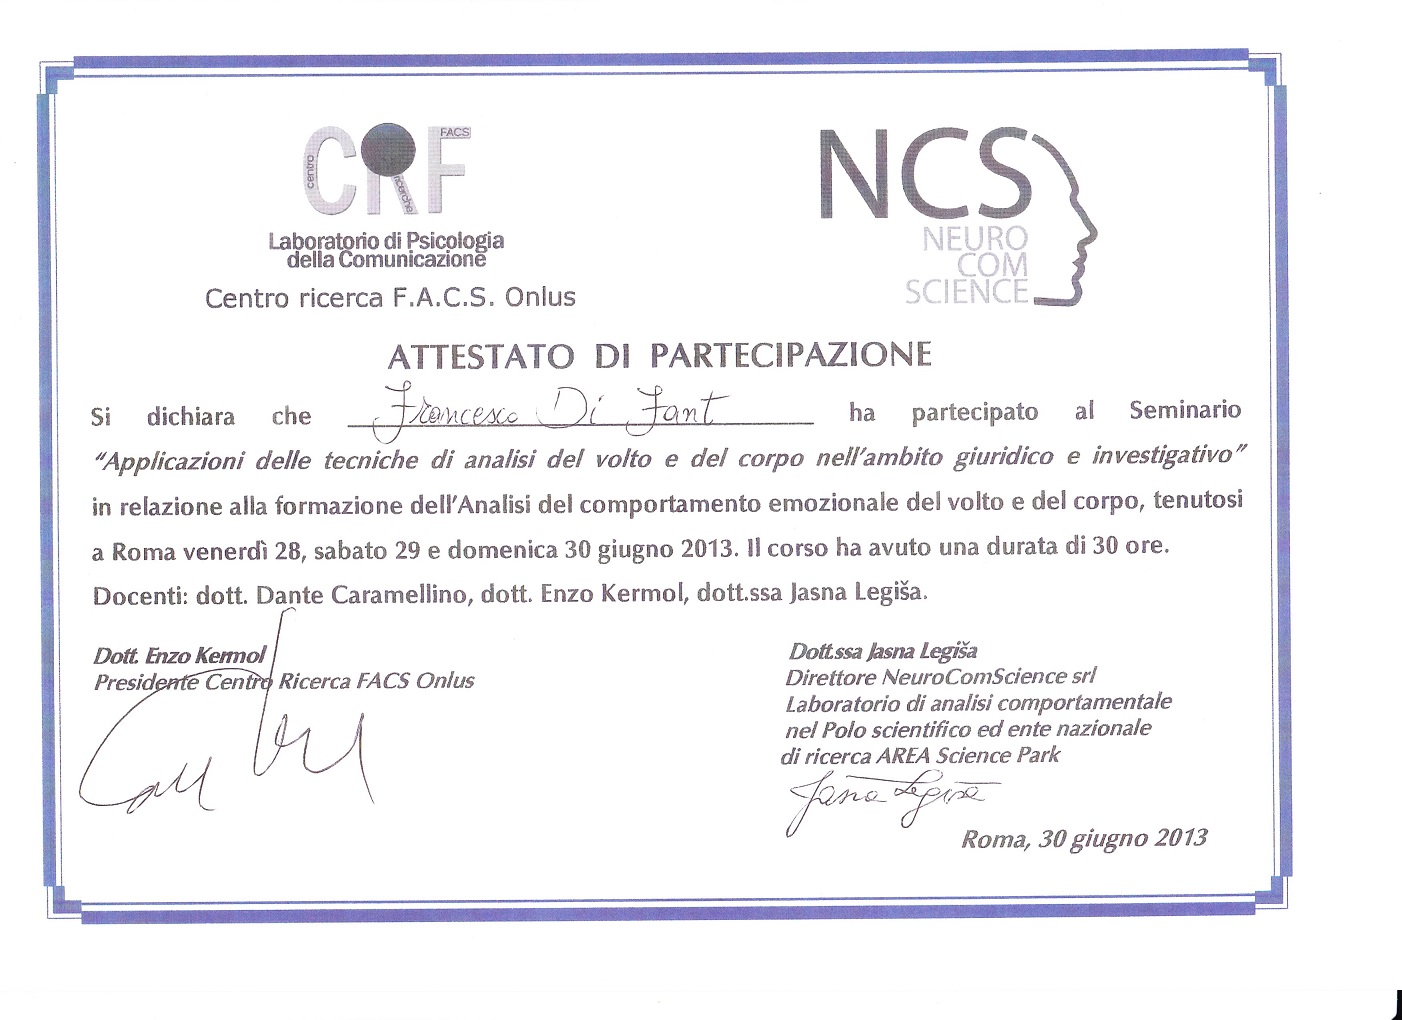 CRF
centro
ricerche
FACS
Laboratorio di Psicologia
della Comunicazione
Centro ricerca F.A.C.S. Onlus
NCS
NEURO
COM
SCIENCE
ATTESTATO DI PARTECIPAZIONE
Si dichiara che Francesco Di Fant ha partecipato al Seminario
“Applicazioni delle tecniche di analisi del volto e del corpo nell’ambito giuridico e investigativo”
in relazione alla formazione dell’Analisi del comportamento emozionale del volto e del corpo, tenutosi
a Roma venerdì 28, sabato 29 e domenica 30 giugno 2013. Il corso ha avuto una durata di 30 ore.
Docenti: dott. Dante Caramellino, dott. Enzo Kermol, dott.ssa Jasna Legiša.
Dott. Enzo Kermol
Presidente Centro Ricerca FACS Onlus
Dott.ssa Jasna Legiša
Direttore NeuroComScience srl
Laboratorio di analisi comportamentale
nel Polo scientifico ed ente nazionale
di ricerca AREA Science Park
Jasna Legiša
Roma, 30 giugno 2013